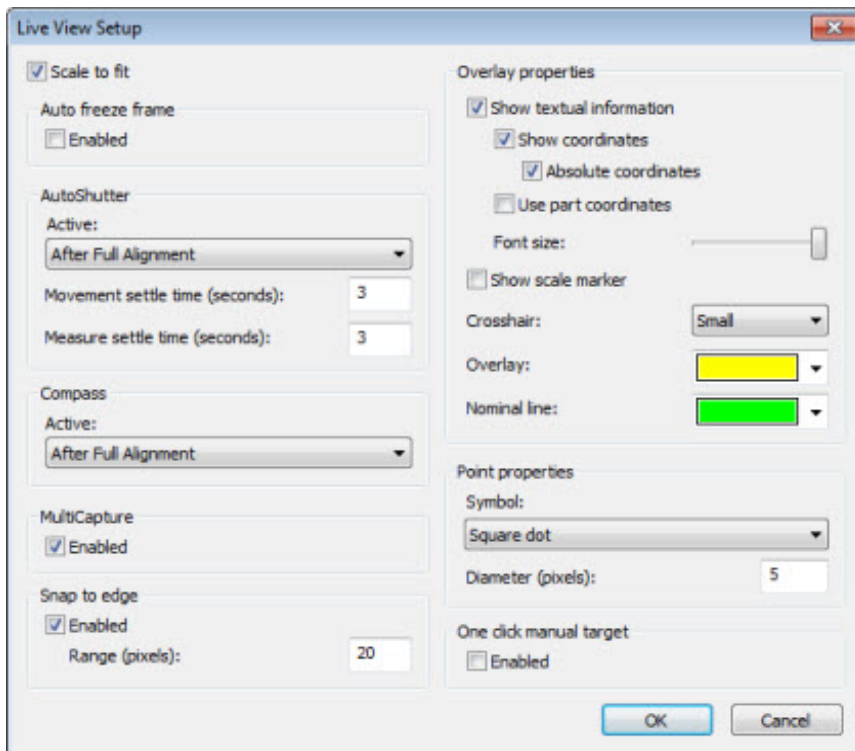 Live View Setup
Scale to fit
Auto freeze frame
Enabled
AutoShutter
Active:
After Full Alignment
Movement settle time (seconds): 3
Measure settle time (seconds): 3
Compass
Active:
After Full Alignment
MultiCapture
Enabled
Snap to edge
Enabled
Range (pixels): 20
Overlay properties
Show textual information
Show coordinates
Absolute coordinates
Use part coordinates
Font size:
Show scale marker
Crosshair: Small
Overlay:
Nominal line:
Point properties
Symbol:
Square dot
Diameter (pixels): 5
One click manual target
Enabled
OK Cancel